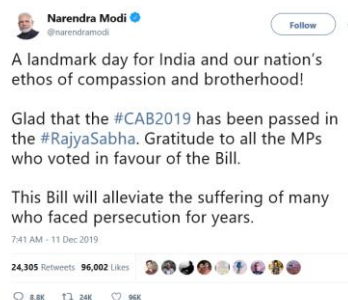 Narendra Modi
@narendramodi
Follow
A landmark day for India and our nation's
ethos of compassion and brotherhood!
Glad that the #CAB2019 has been passed in
the #RajyaSabha. Gratitude to all the MPs
who voted in favour of the Bill.
This Bill will alleviate the suffering of many
who faced persecution for years.
7:41 AM - 11 Dec 2019
24,305 Retweets 96,002 Likes
8.8K 24K 96K